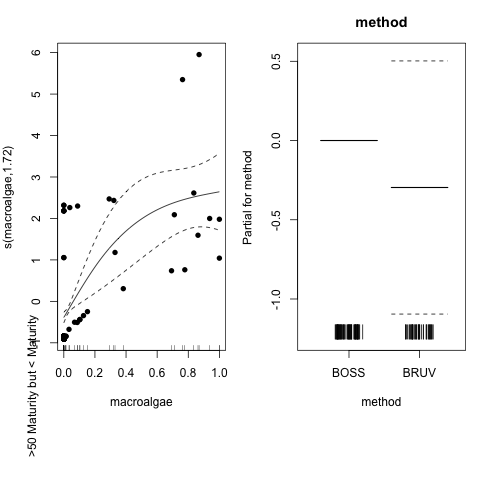 method
s(macroalgae,1.72)
6
5
4
3
2
1
0
0.0 0.2 0.4 0.6 0.8 1.0
macroalgae
>50 Maturity but < Maturity
Partial for method
0.5
0.0
-0.5
-1.0
BOSS BRUV
method